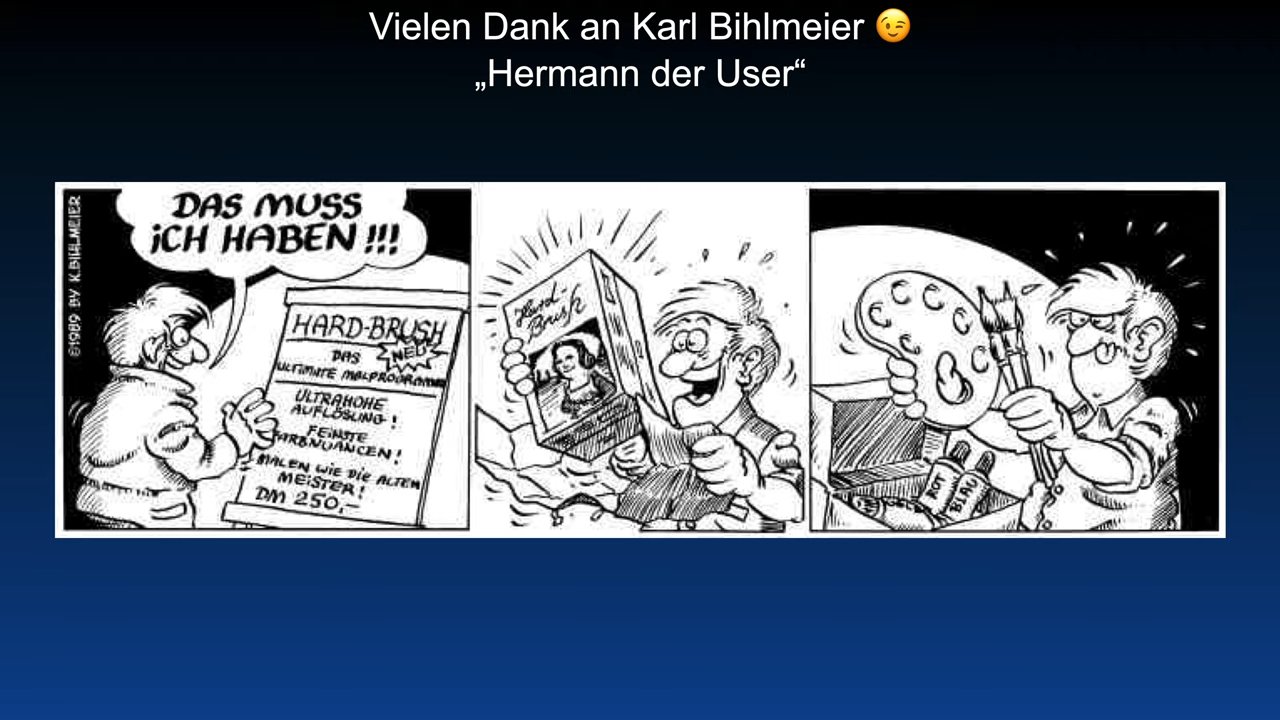 Vielen Dank an Karl Bihlmeier 😉
„Hermann der User“
©1989 BY K.BIHLMEIER
DAS MUSS
iCH HABEN !!!
HARD-BRUSH
NEU
DAS
ULTIMATE MALPROGRAMM
ULTRAHOHE
AUFLÖSUNG!
FEiNSTE
FARBNUANCEN!
MALEN WiE DiE ALTEN
MEiSTER!
DM 250,-
Hard-
Brush
ROT
BLAU